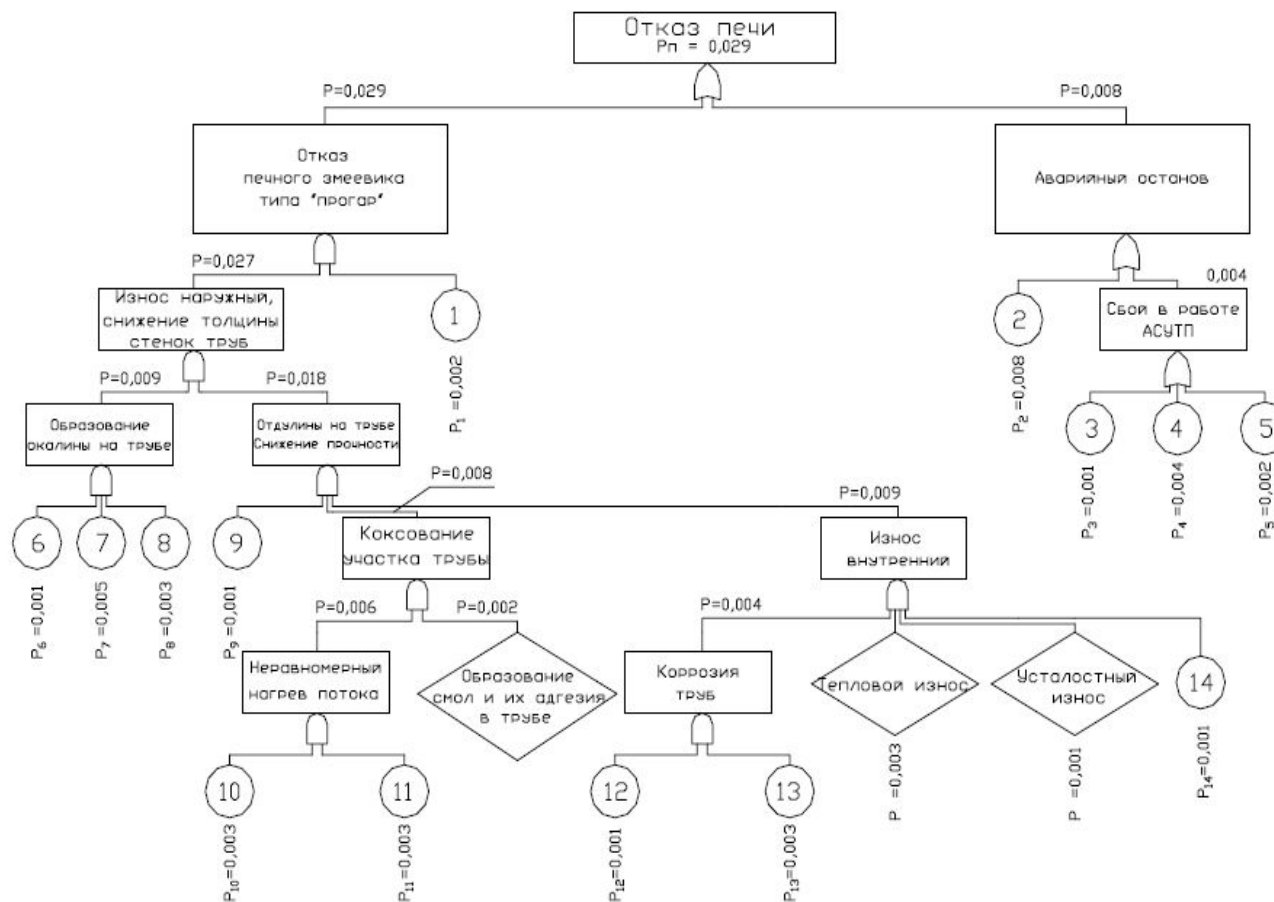 Отказ печи
Pп = 0,029
P=0,029
P=0,008
Отказ
печного змеевика
типа "прогар"
Аварийный останов
P=0,027
0,004
Износ наружный,
снижение толщины
стенок труб
1
P₁ =0,002
2
P₂ =0,008
Сбой в работе
АСУТП
P=0,009
P=0,018
Образование
окалины на трубе
Отдулины на трубе
Снижение прочности
3
P₃ =0,001
4
P₄ =0,004
5
P₅ =0,002
P=0,008
P=0,009
6
P₆ =0,001
7
P₇ =0,005
8
P₈ =0,003
9
P₉ =0,001
Коксование
участка трубы
Износ
внутренний
P=0,006
P=0,002
P=0,004
Неравномерный
нагрев потока
Образование
смол и их адгезия
в трубе
Коррозия
труб
Тепловой износ
P =0,003
Усталостный
износ
P =0,001
14
P₁₄=0,001
10
P₁₀=0,003
11
P₁₁=0,003
12
P₁₂=0,001
13
P₁₃=0,003